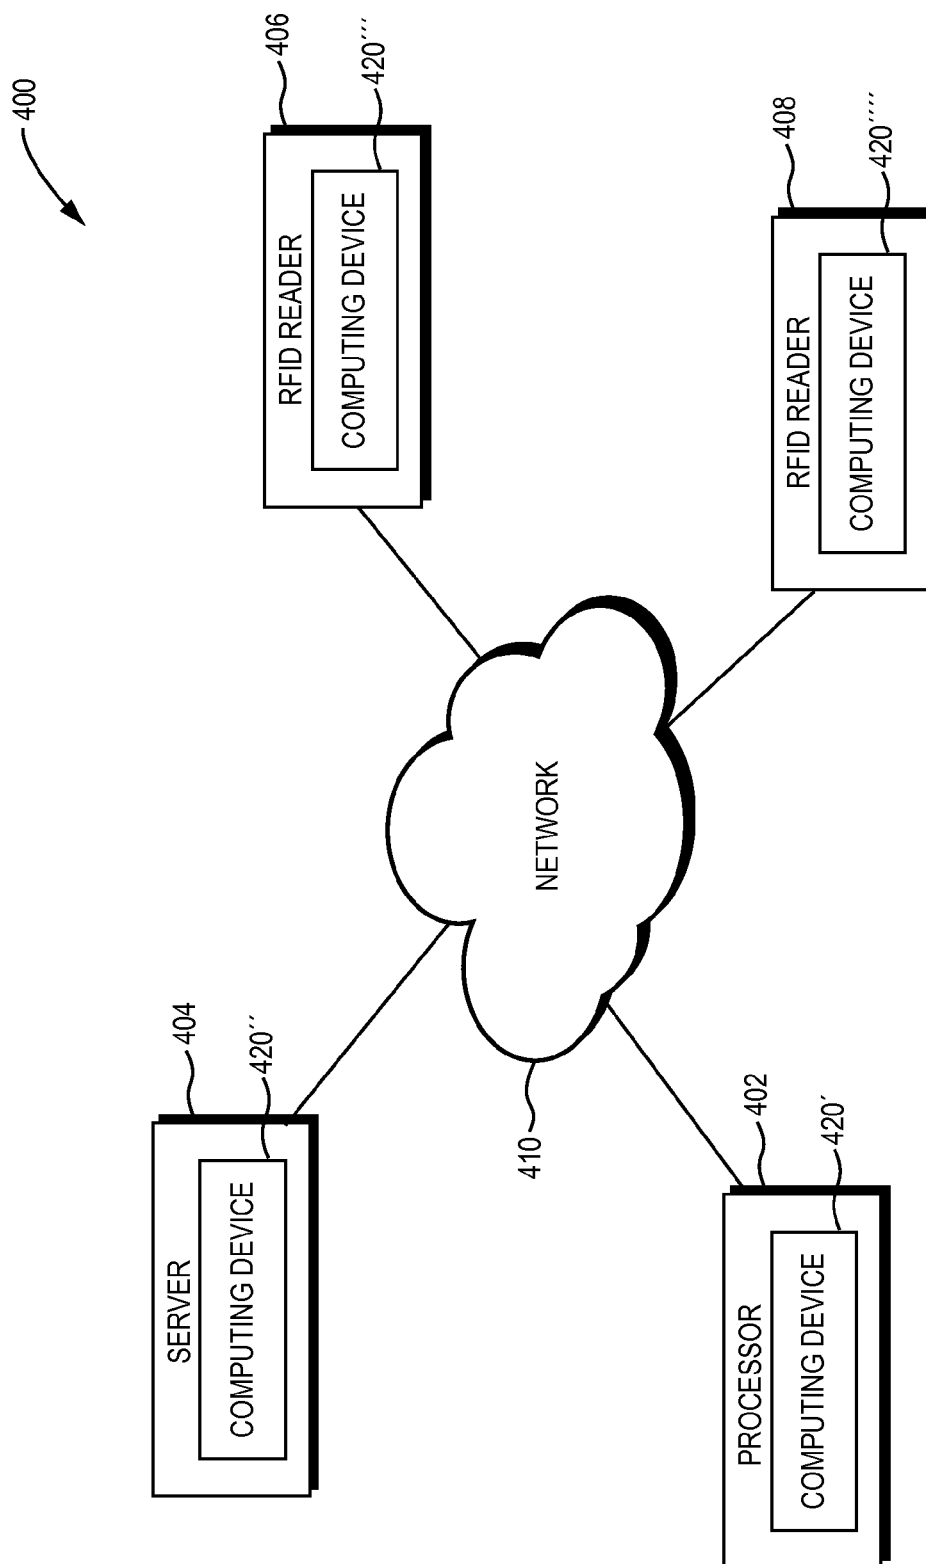 400
SERVER
COMPUTING DEVICE
404
420´´
RFID READER
COMPUTING DEVICE
406
420´´´
NETWORK
410
PROCESSOR
COMPUTING DEVICE
402
420´
RFID READER
COMPUTING DEVICE
408
420´´´´